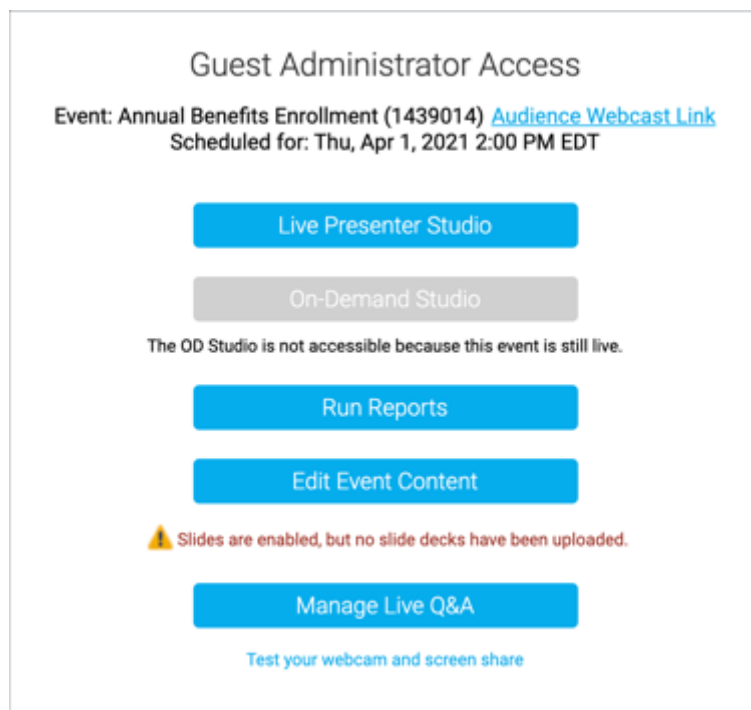 Guest Administrator Access
Event: Annual Benefits Enrollment (1439014) Audience Webcast Link
Scheduled for: Thu, Apr 1, 2021 2:00 PM EDT
Live Presenter Studio
On-Demand Studio
The OD Studio is not accessible because this event is still live.
Run Reports
Edit Event Content
Slides are enabled, but no slide decks have been uploaded.
Manage Live Q&A
Test your webcam and screen share